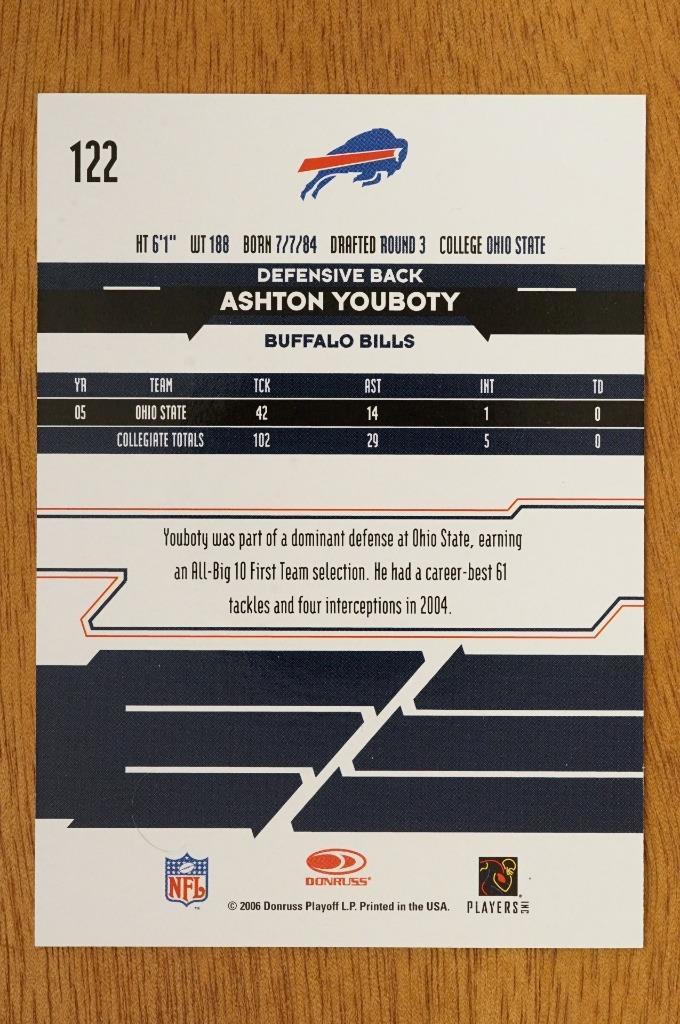 122
HT 6'1" WT 188 BORN 7/7/84 DRAFTED ROUND 3 COLLEGE OHIO STATE
DEFENSIVE BACK
ASHTON YOUBOTY
BUFFALO BILLS
YR TEAM TCK AST INT TD
05 OHIO STATE 42 14 1 0
COLLEGIATE TOTALS 102 29 5 0
Youboty was part of a dominant defense at Ohio State, earning
an All-Big 10 First Team selection. He had a career-best 61
tackles and four interceptions in 2004.
NFL
DONRUSS
© 2006 Donruss Playoff L.P. Printed in the USA.
PLAYERS INC